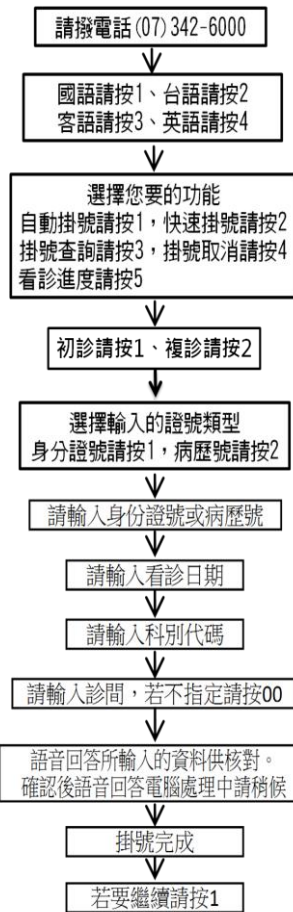 請撥電話(07)342-6000
國語請按1、台語請按2
客語請按3、英語請按4
選擇您要的功能
自動掛號請按1，快速掛號請按2
掛號查詢請按3，掛號取消請按4
看診進度請按5
初診請按1、複診請按2
選擇輸入的證號類型
身分證號請按1，病歷號請按2
請輸入身份證號或病歷號
請輸入看診日期
請輸入科別代碼
請輸入診間，若不指定請按00
語音回答所輸入的資料供核對。
確認後語音回答電腦處理中請稍候
掛號完成
若要繼續請按1